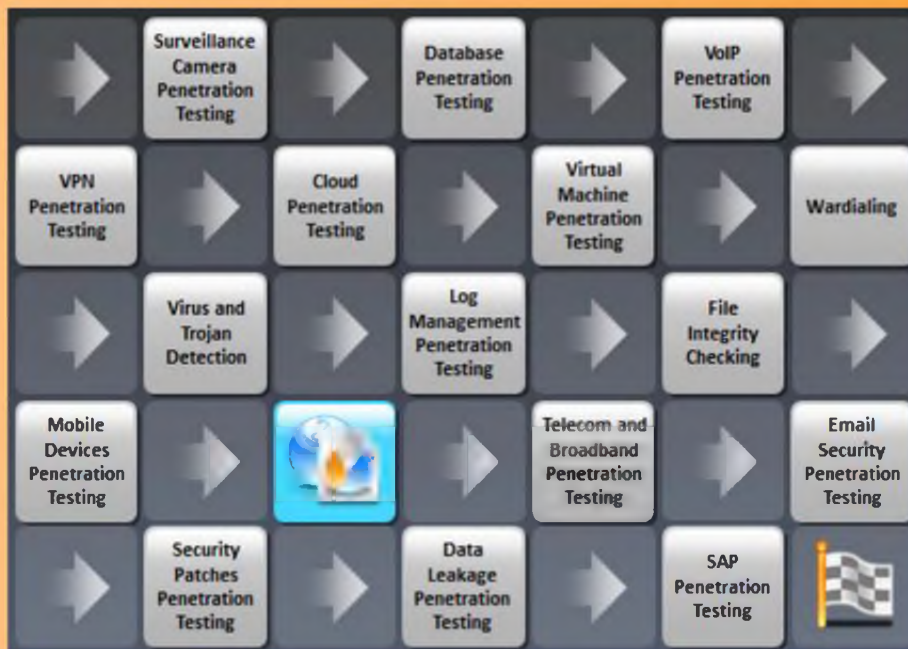 Surveillance
Camera
Penetration
Testing
Database
Penetration
Testing
VoIP
Penetration
Testing
VPN
Penetration
Testing
Cloud
Penetration
Testing
Virtual
Machine
Penetration
Testing
Wardialing
Virus and
Trojan
Detection
Log
Management
Penetration
Testing
File
Integrity
Checking
Mobile
Devices
Penetration
Testing
Telecom and
Broadband
Penetration
Testing
Email
Security
Penetration
Testing
Security
Patches
Penetration
Testing
Data
Leakage
Penetration
Testing
SAP
Penetration
Testing